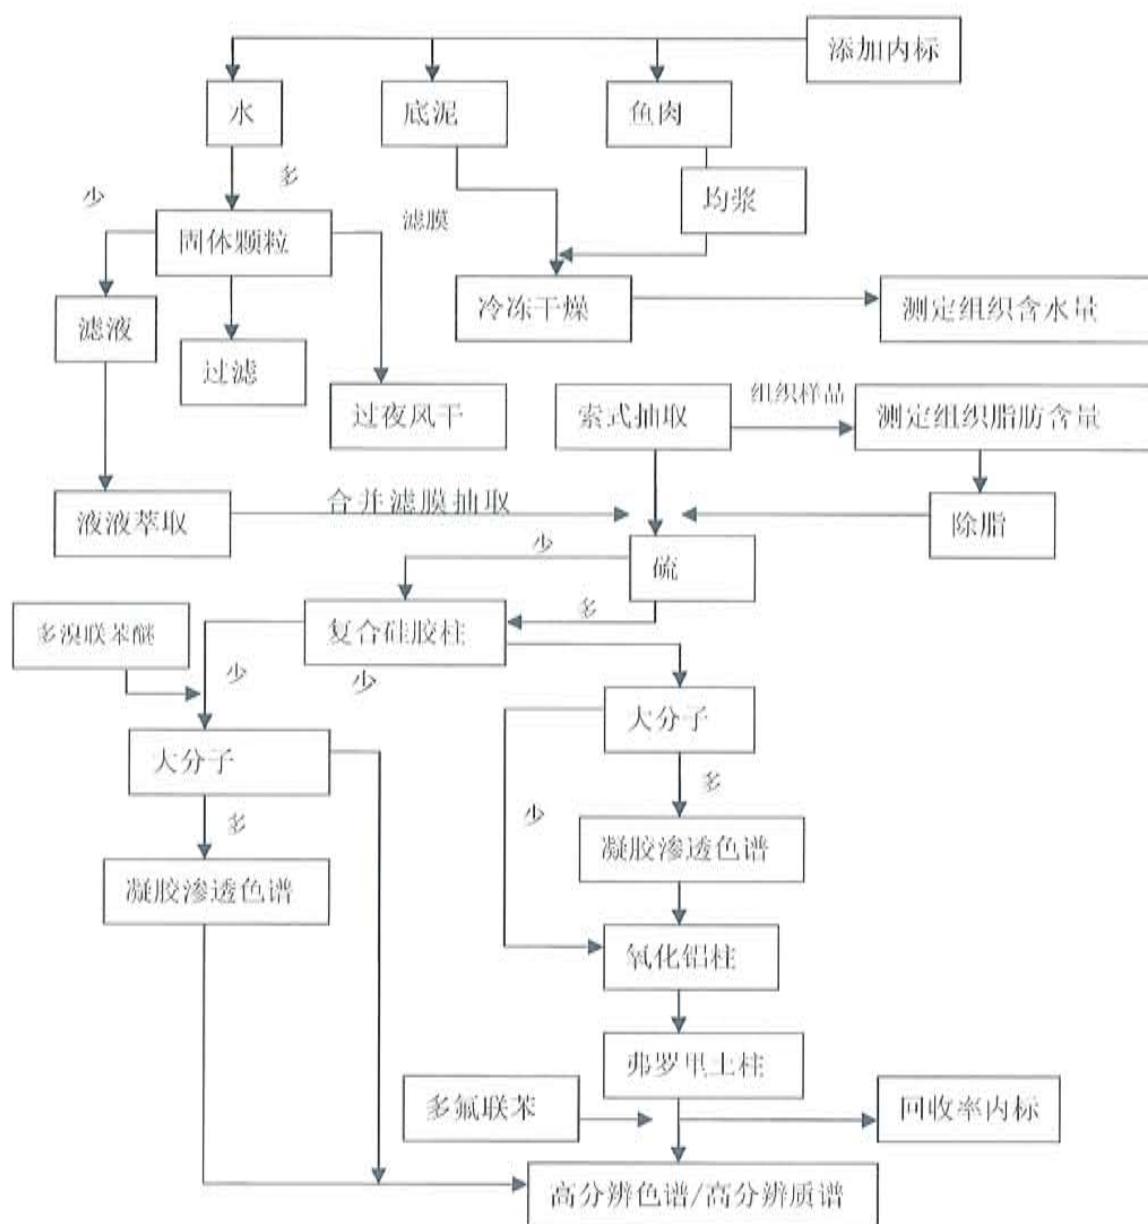 添加内标
水
底泥
鱼肉
少
多
滤膜
均浆
固体颗粒
滤液
过滤
过夜风干
冷冻干燥
测定组织含水量
索式抽取
组织样品
测定组织脂肪含量
液液萃取
合并滤膜抽取
除脂
少
硫
多溴联苯醚
复合硅胶柱
多
少
少
大分子
大分子
多
少
多
凝胶渗透色谱
凝胶渗透色谱
氧化铝柱
弗罗里土柱
多氟联苯
回收率内标
高分辨色谱/高分辨质谱